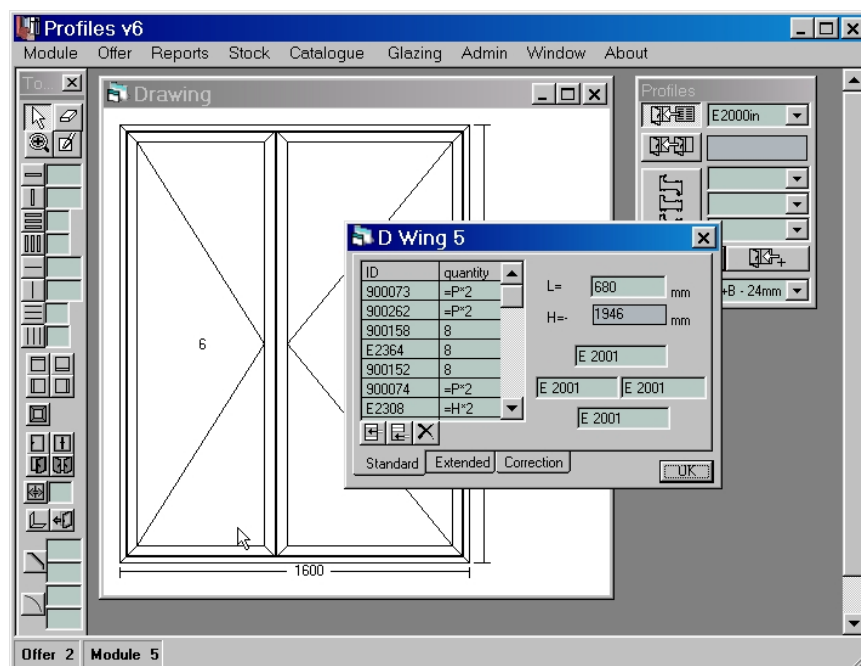 Profiles v6
Module Offer Reports Stock Catalogue Glazing Admin Window About
To...
Drawing
Profiles
E2000in
D Wing 5
ID quantity
900073 =P*2
900262 =P*2
900158 8
E2364 8
900152 8
900074 =P*2
E2308 =H*2
L= 680 mm
H=- 1946 mm
E 2001
E 2001 E 2001
E 2001
+B - 24mm
6
Standard Extended Correction
OK
1600
Offer 2 Module 5